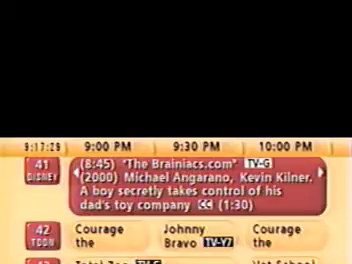 9:17:29 9:00 PM 9:30 PM 10:00 PM
41 DISNEY
(8:45) "The Brainiacs.com" TV-G
(2000) Michael Angarano, Kevin Kilner.
A boy secretly takes control of his
dad's toy company CC (1:30)
42 TOON
Courage the
Johnny Bravo TV-Y7
Courage the